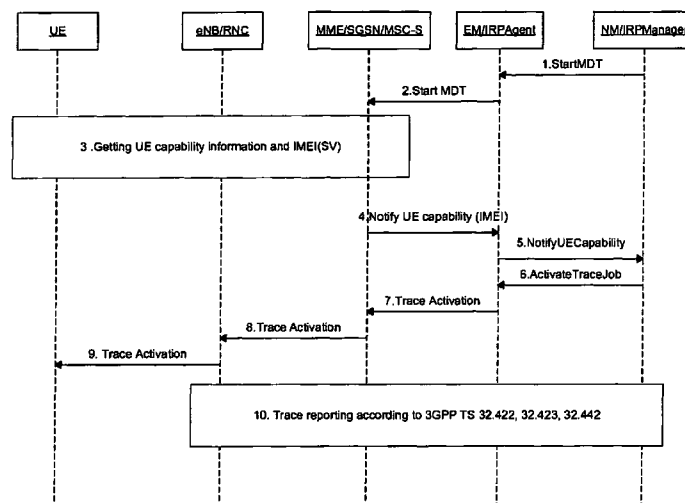 UE
eNB/RNC
MME/SGSN/MSC-S
EM/IRPAgent
NM/IRPManager
1.StartMDT
2.Start MDT
3 .Getting UE capability information and IMEI(SV)
4.Notify UE capability (IMEI)
5.NotifyUECapability
6.ActivateTraceJob
7.Trace Activation
8.Trace Activation
9. Trace Activation
10. Trace reporting according to 3GPP TS 32.422, 32.423, 32.442